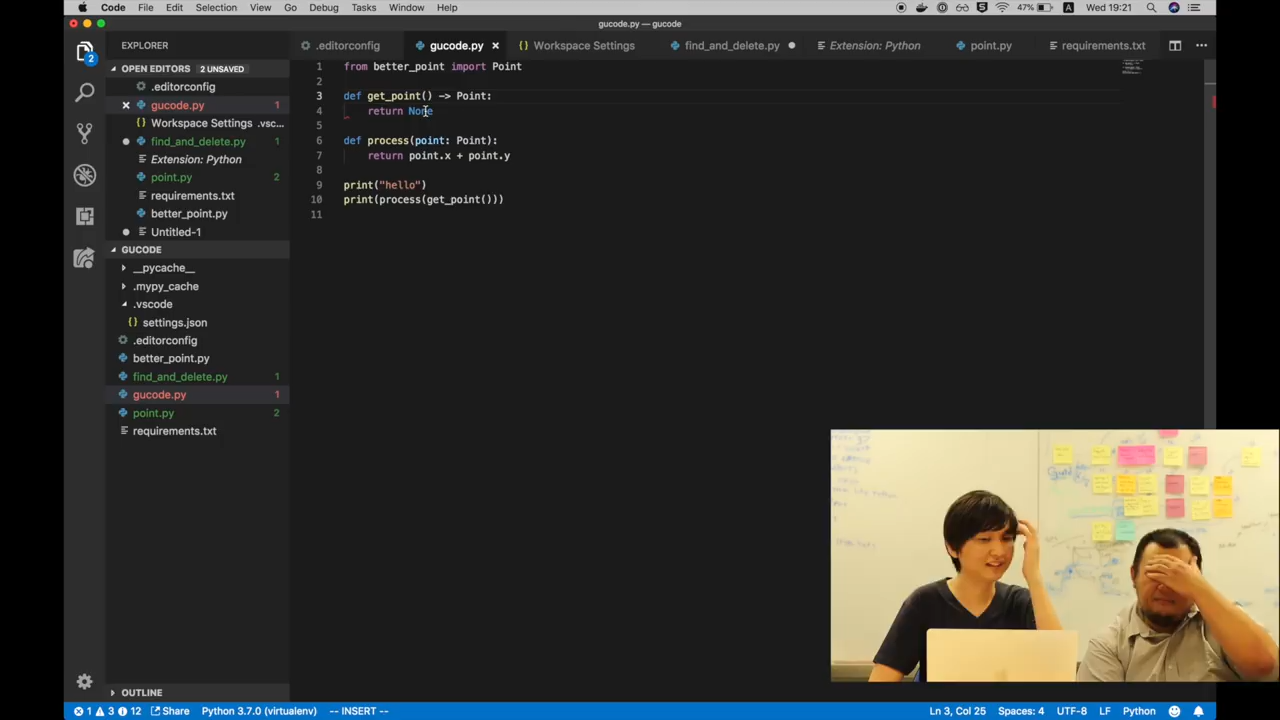 Code File Edit Selection View Go Debug Tasks Window Help 47% A Wed 19:21
gucode.py — gucode
EXPLORER
.editorconfig gucode.py Workspace Settings find_and_delete.py Extension: Python point.py requirements.txt
OPEN EDITORS 2 UNSAVED
.editorconfig
gucode.py 1
Workspace Settings .vsc...
find_and_delete.py 1
Extension: Python
point.py 2
requirements.txt
better_point.py
Untitled-1
GUCODE
__pycache__
.mypy_cache
.vscode
settings.json
.editorconfig
better_point.py
find_and_delete.py 1
gucode.py 1
point.py 2
requirements.txt
OUTLINE
2
1 from better_point import Point
2
3 def get_point() -> Point:
4 return None
5
6 def process(point: Point):
7 return point.x + point.y
8
9 print("hello")
10 print(process(get_point()))
11
1 3 12 Share Python 3.7.0 (virtualenv) -- INSERT -- Ln 3, Col 25 Spaces: 4 UTF-8 LF Python